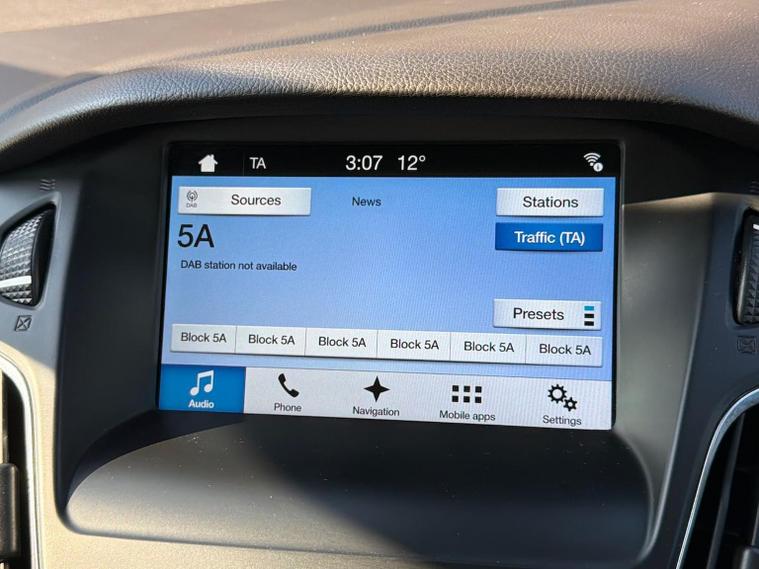 TA 3:07 12°
DAB Sources News Stations
5A Traffic (TA)
DAB station not available
Presets
Block 5A Block 5A Block 5A Block 5A Block 5A Block 5A
Audio Phone Navigation Mobile apps Settings